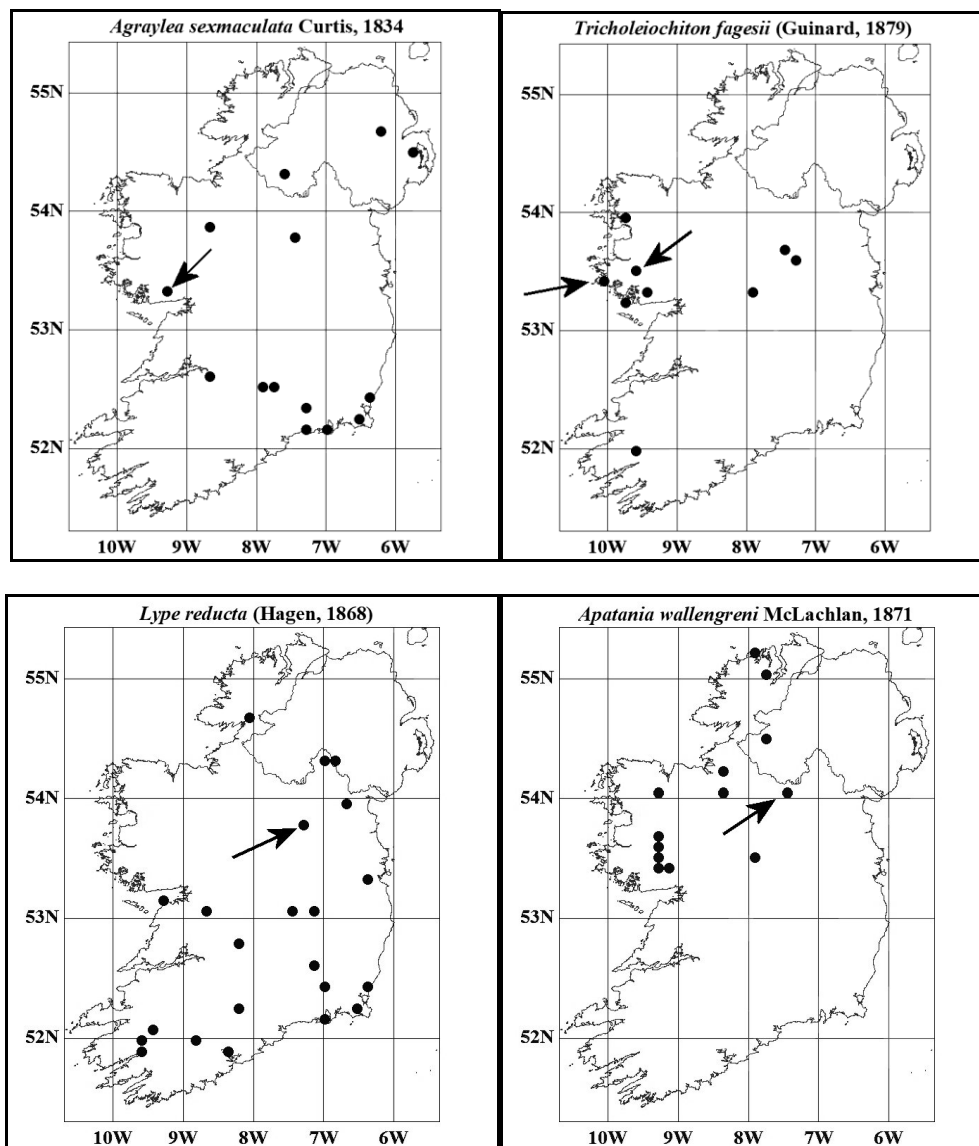 Agraylea sexmaculata Curtis, 1834
55N
54N
53N
52N
10W 9W 8W 7W 6W
Tricholeiochiton fagesii (Guinard, 1879)
55N
54N
53N
52N
10W 9W 8W 7W 6W
Lype reducta (Hagen, 1868)
55N
54N
53N
52N
10W 9W 8W 7W 6W
Apatania wallengreni McLachlan, 1871
55N
54N
53N
52N
10W 9W 8W 7W 6W